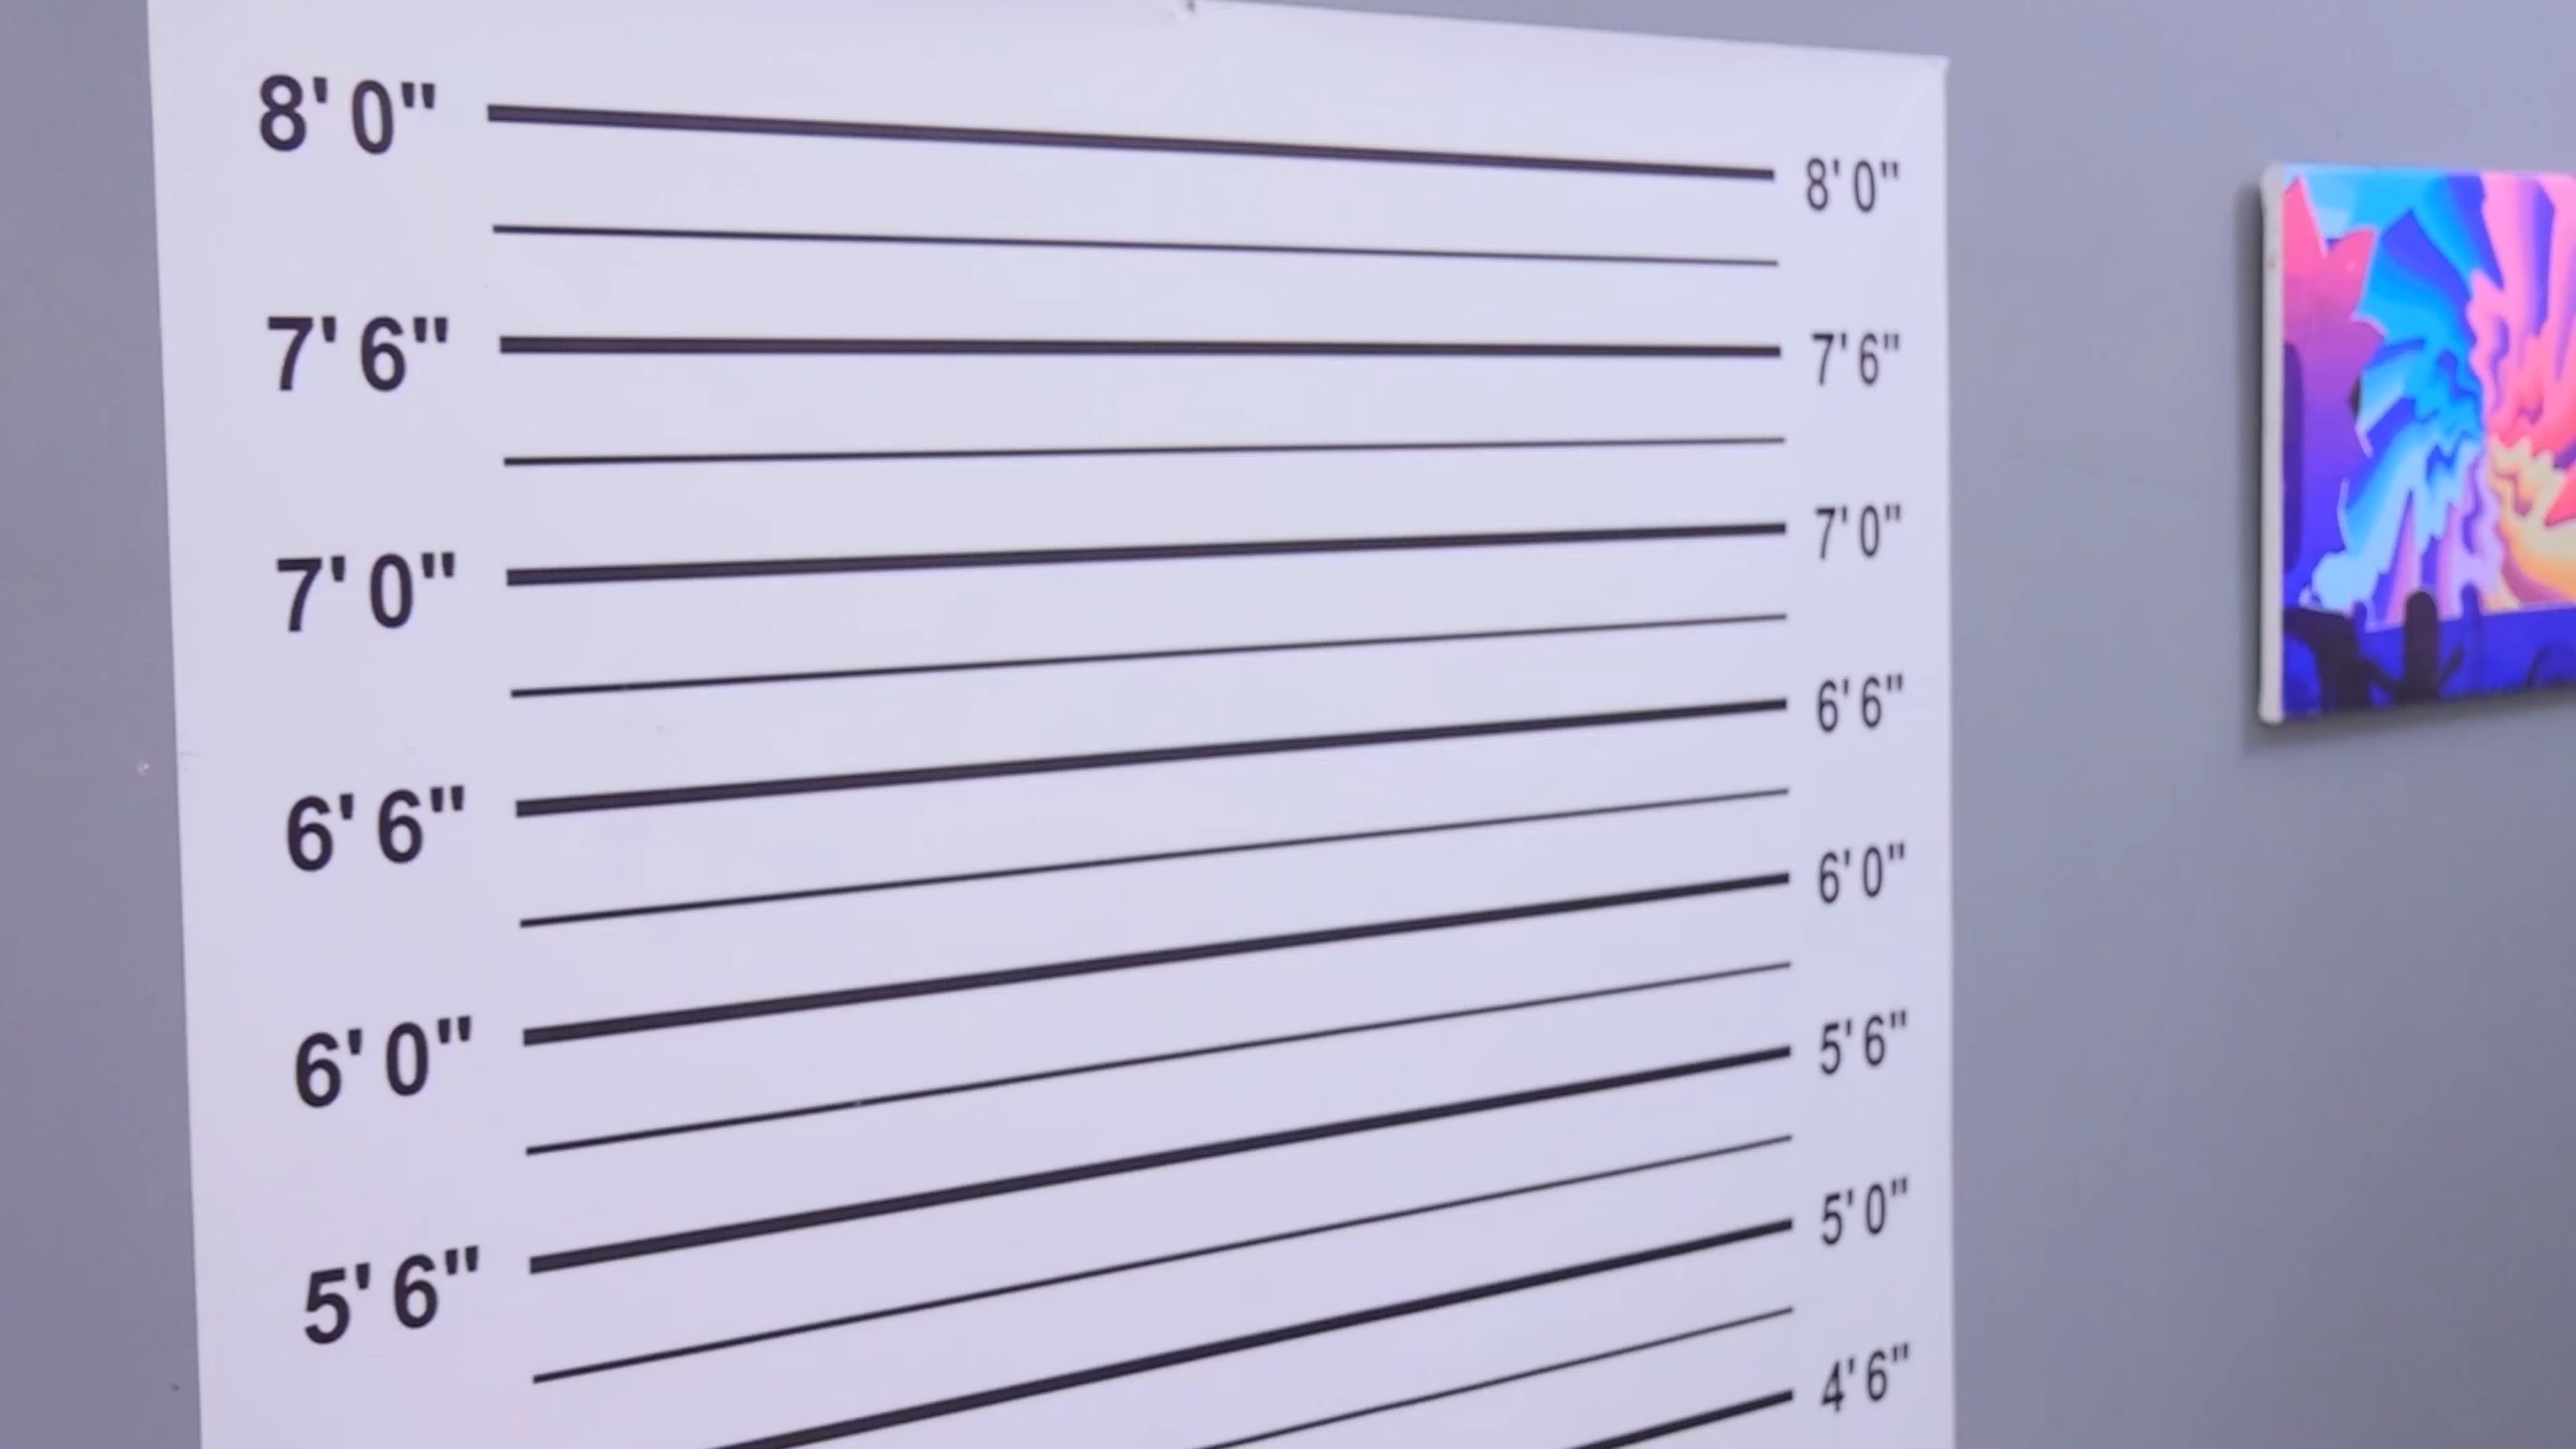 8' 0" 8' 0"
7' 6" 7' 6"
7' 0" 7' 0"
6' 6" 6' 6"
6' 0" 6' 0"
5' 6" 5' 6"
5' 0"
4' 6"